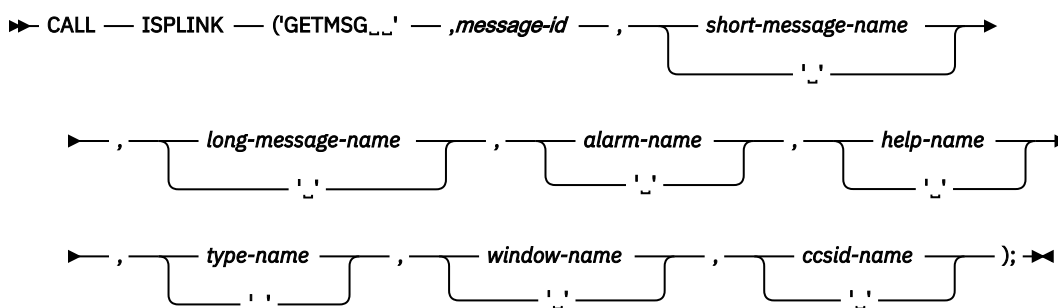 CALL ISPLINK ('GETMSG␣␣' ,message-id , short-message-name
'␣'
, long-message-name , alarm-name , help-name
'␣' '␣' '␣'
, type-name , window-name , ccsid-name );
'␣' '␣' '␣'